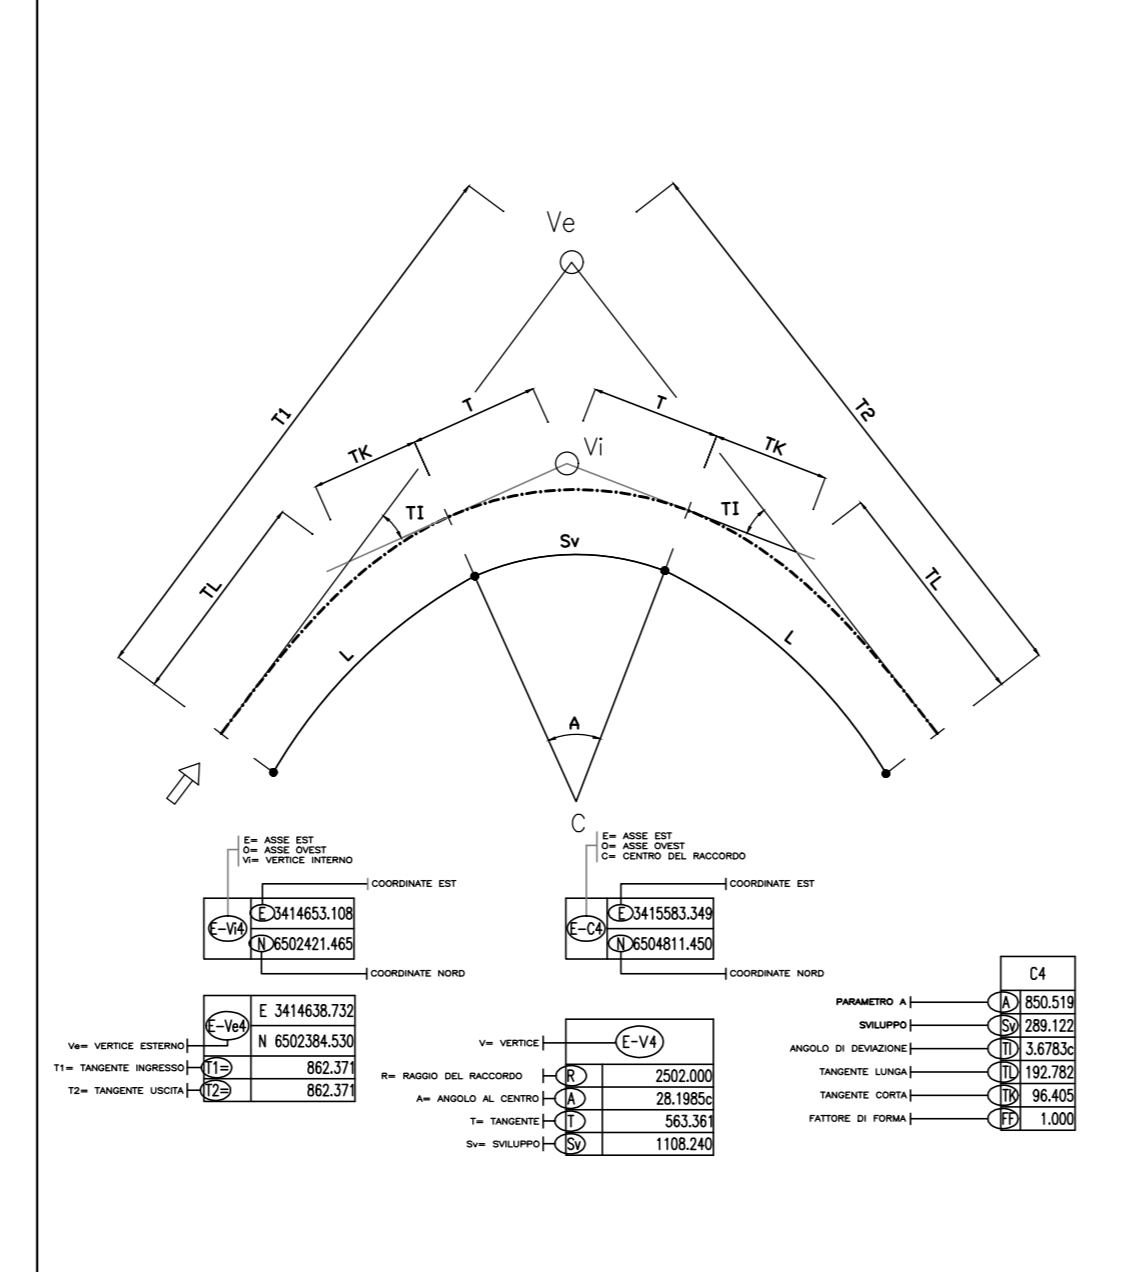 Ve
T1
T2
T
T
TK
TK
Vi
TI
TI
TL
TL
Sv
L
L
A
C
E= ASSE EST
O= ASSE OVEST
Vi= VERTICE INTERNO
COORDINATE EST
E-Vi4
E 3414653.108
N 6502421.465
COORDINATE NORD
E= ASSE EST
O= ASSE OVEST
C= CENTRO DEL RACCORDO
COORDINATE EST
E-C4
E 3415583.349
N 6504811.450
COORDINATE NORD
E-Ve4
E 3414638.732
N 6502384.530
Ve= VERTICE ESTERNO
T1= TANGENTE INGRESSO T1= 862.371
T2= TANGENTE USCITA T2= 862.371
V= VERTICE E-V4
R= RAGGIO DEL RACCORDO R 2502.000
A= ANGOLO AL CENTRO A 28.1985c
T= TANGENTE T 563.361
Sv= SVILUPPO Sv 1108.240
C4
PARAMETRO A A 850.519
SVILUPPO Sv 289.122
ANGOLO DI DEVIAZIONE TI 3.6783c
TANGENTE LUNGA TL 192.782
TANGENTE CORTA TK 96.405
FATTORE DI FORMA FF 1.000